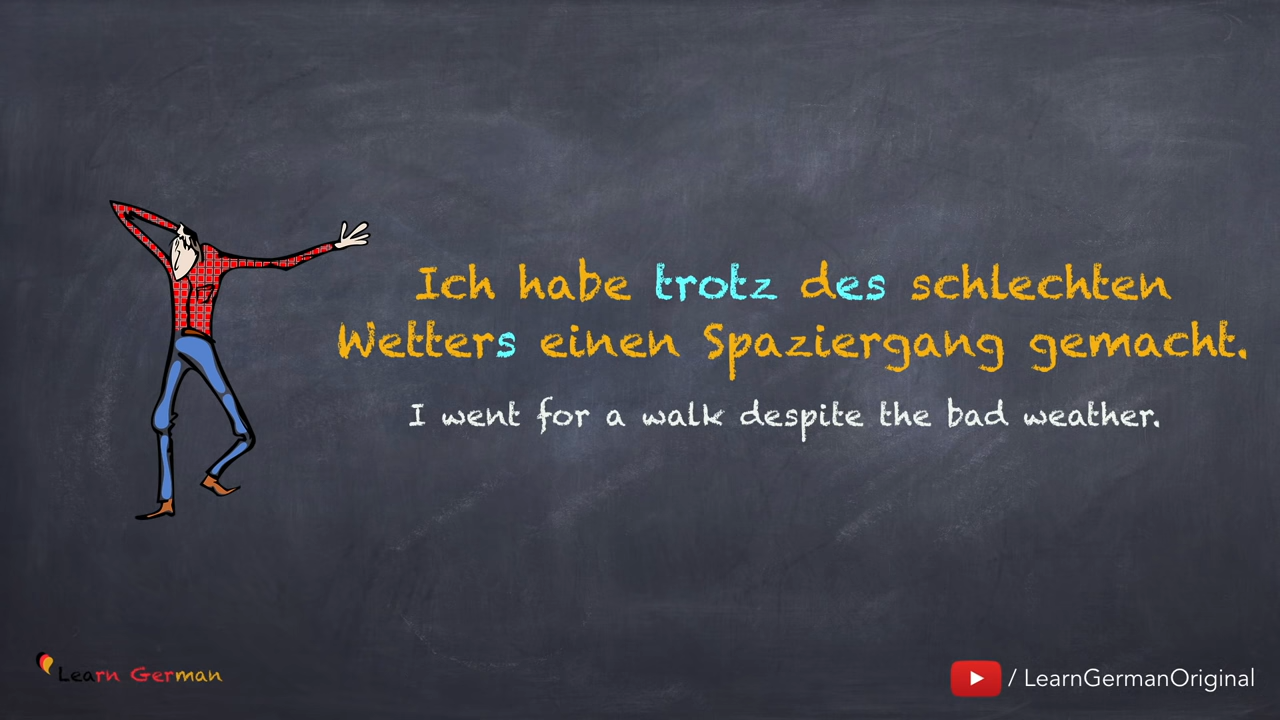 Ich habe trotz des schlechten
Wetters einen Spaziergang gemacht.
I went for a walk despite the bad weather.
Learn German
/ LearnGermanOriginal